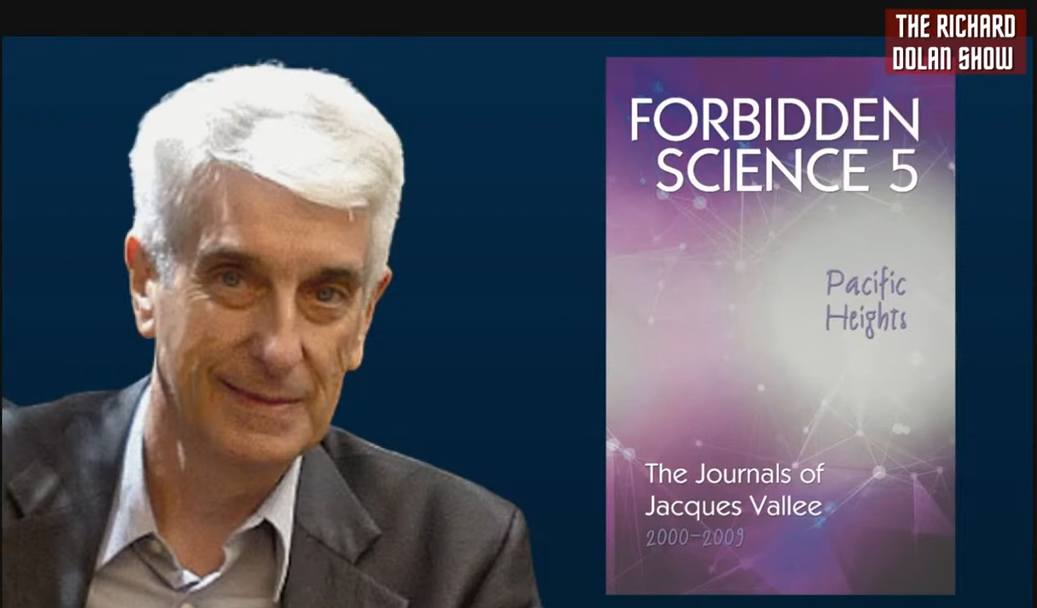 THE RICHARD
DOLAN SHOW
FORBIDDEN
SCIENCE 5
Pacific
Heights
The Journals of
Jacques Vallee
2000-2009